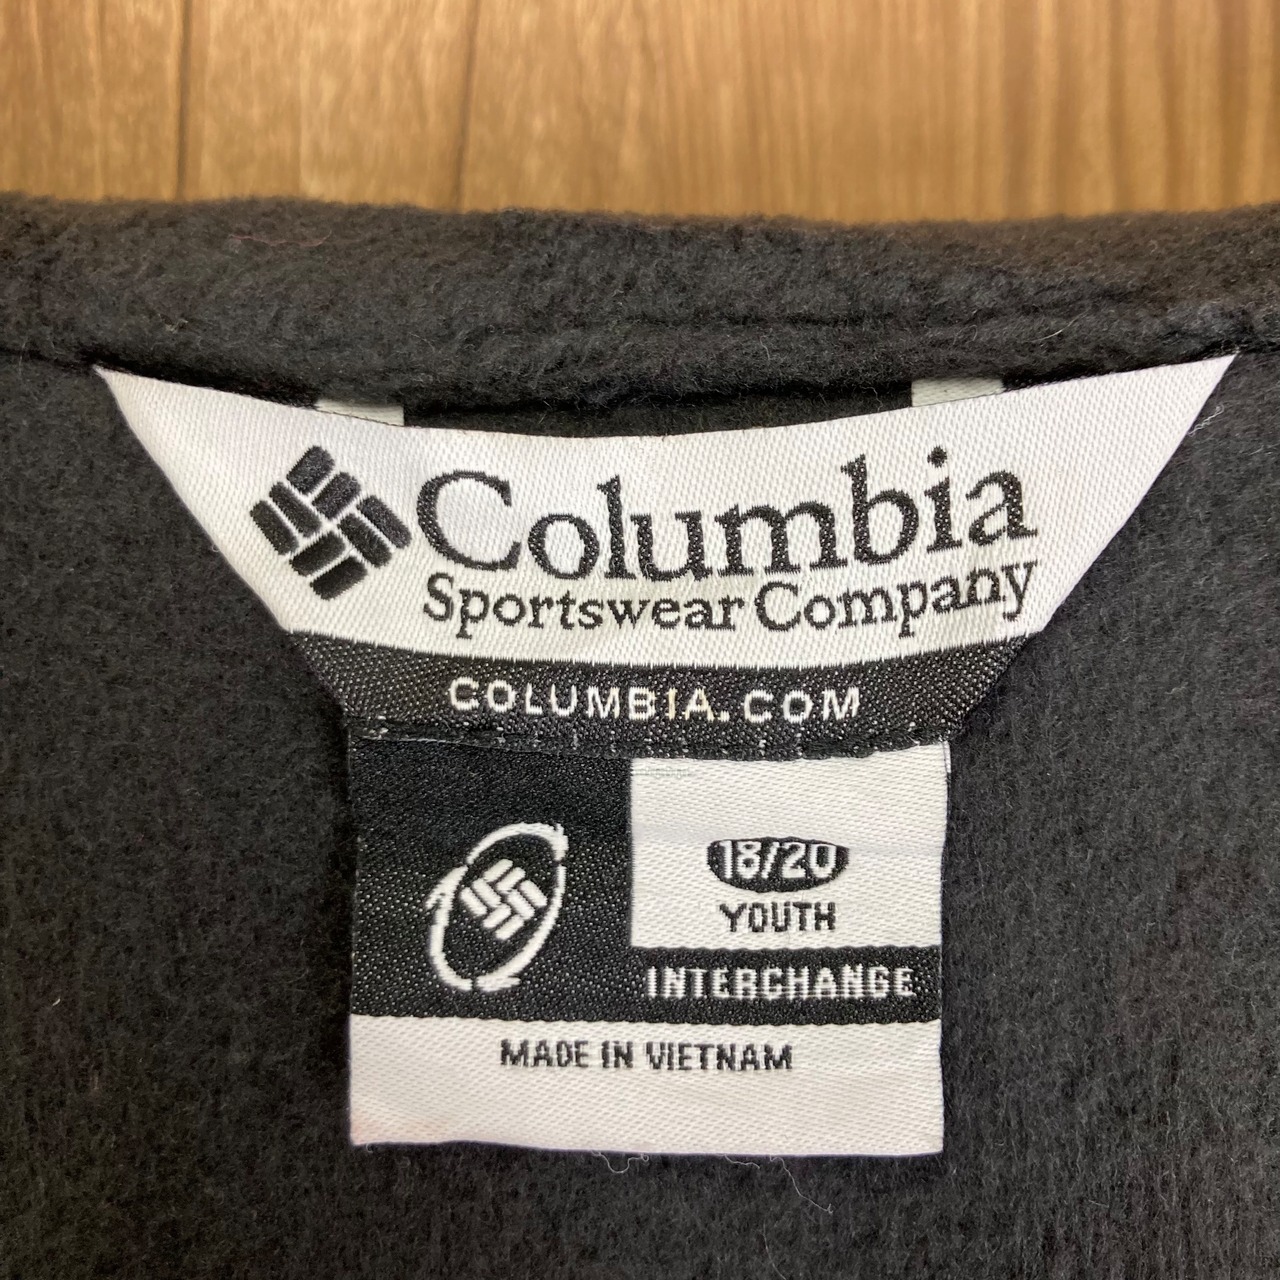 Columbia
Sportswear Company
COLUMBIA.COM
18/20
YOUTH
INTERCHANGE
MADE IN VIETNAM